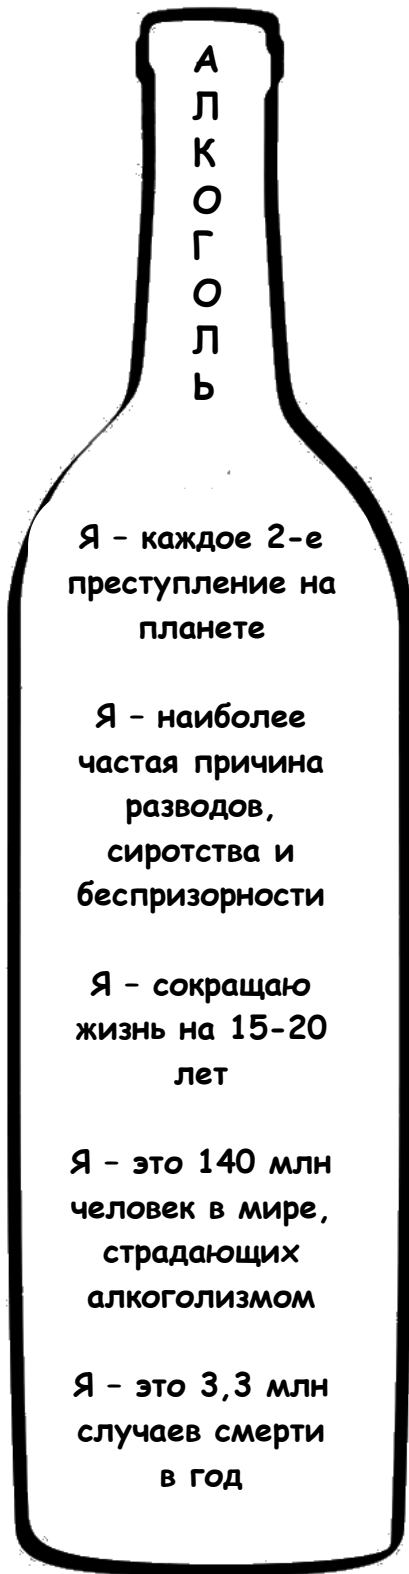 АЛКОГОЛЬ
Я – каждое 2-е
преступление на
планете
Я – наиболее
частая причина
разводов,
сиротства и
беспризорности
Я – сокращаю
жизнь на 15-20
лет
Я – это 140 млн
человек в мире,
страдающих
алкоголизмом
Я – это 3,3 млн
случаев смерти
в год